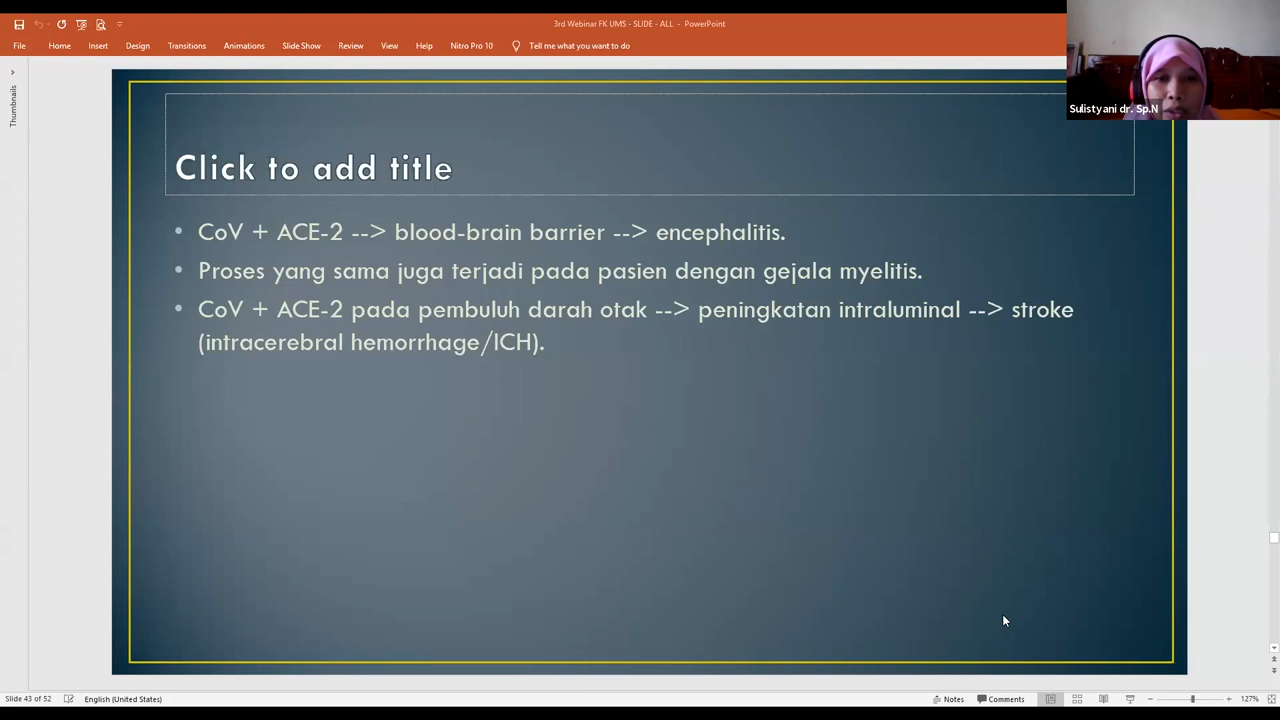 3rd Webinar FK UMS - SLIDE - ALL - PowerPoint
File Home Insert Design Transitions Animations Slide Show Review View Help Nitro Pro 10 Tell me what you want to do
Sulistyani dr. Sp.N
Thumbnails
Click to add title
• CoV + ACE-2 --> blood-brain barrier --> encephalitis.
• Proses yang sama juga terjadi pada pasien dengan gejala myelitis.
• CoV + ACE-2 pada pembuluh darah otak --> peningkatan intraluminal --> stroke
(intracerebral hemorrhage/ICH).
Slide 43 of 52 English (United States) Notes Comments 127%